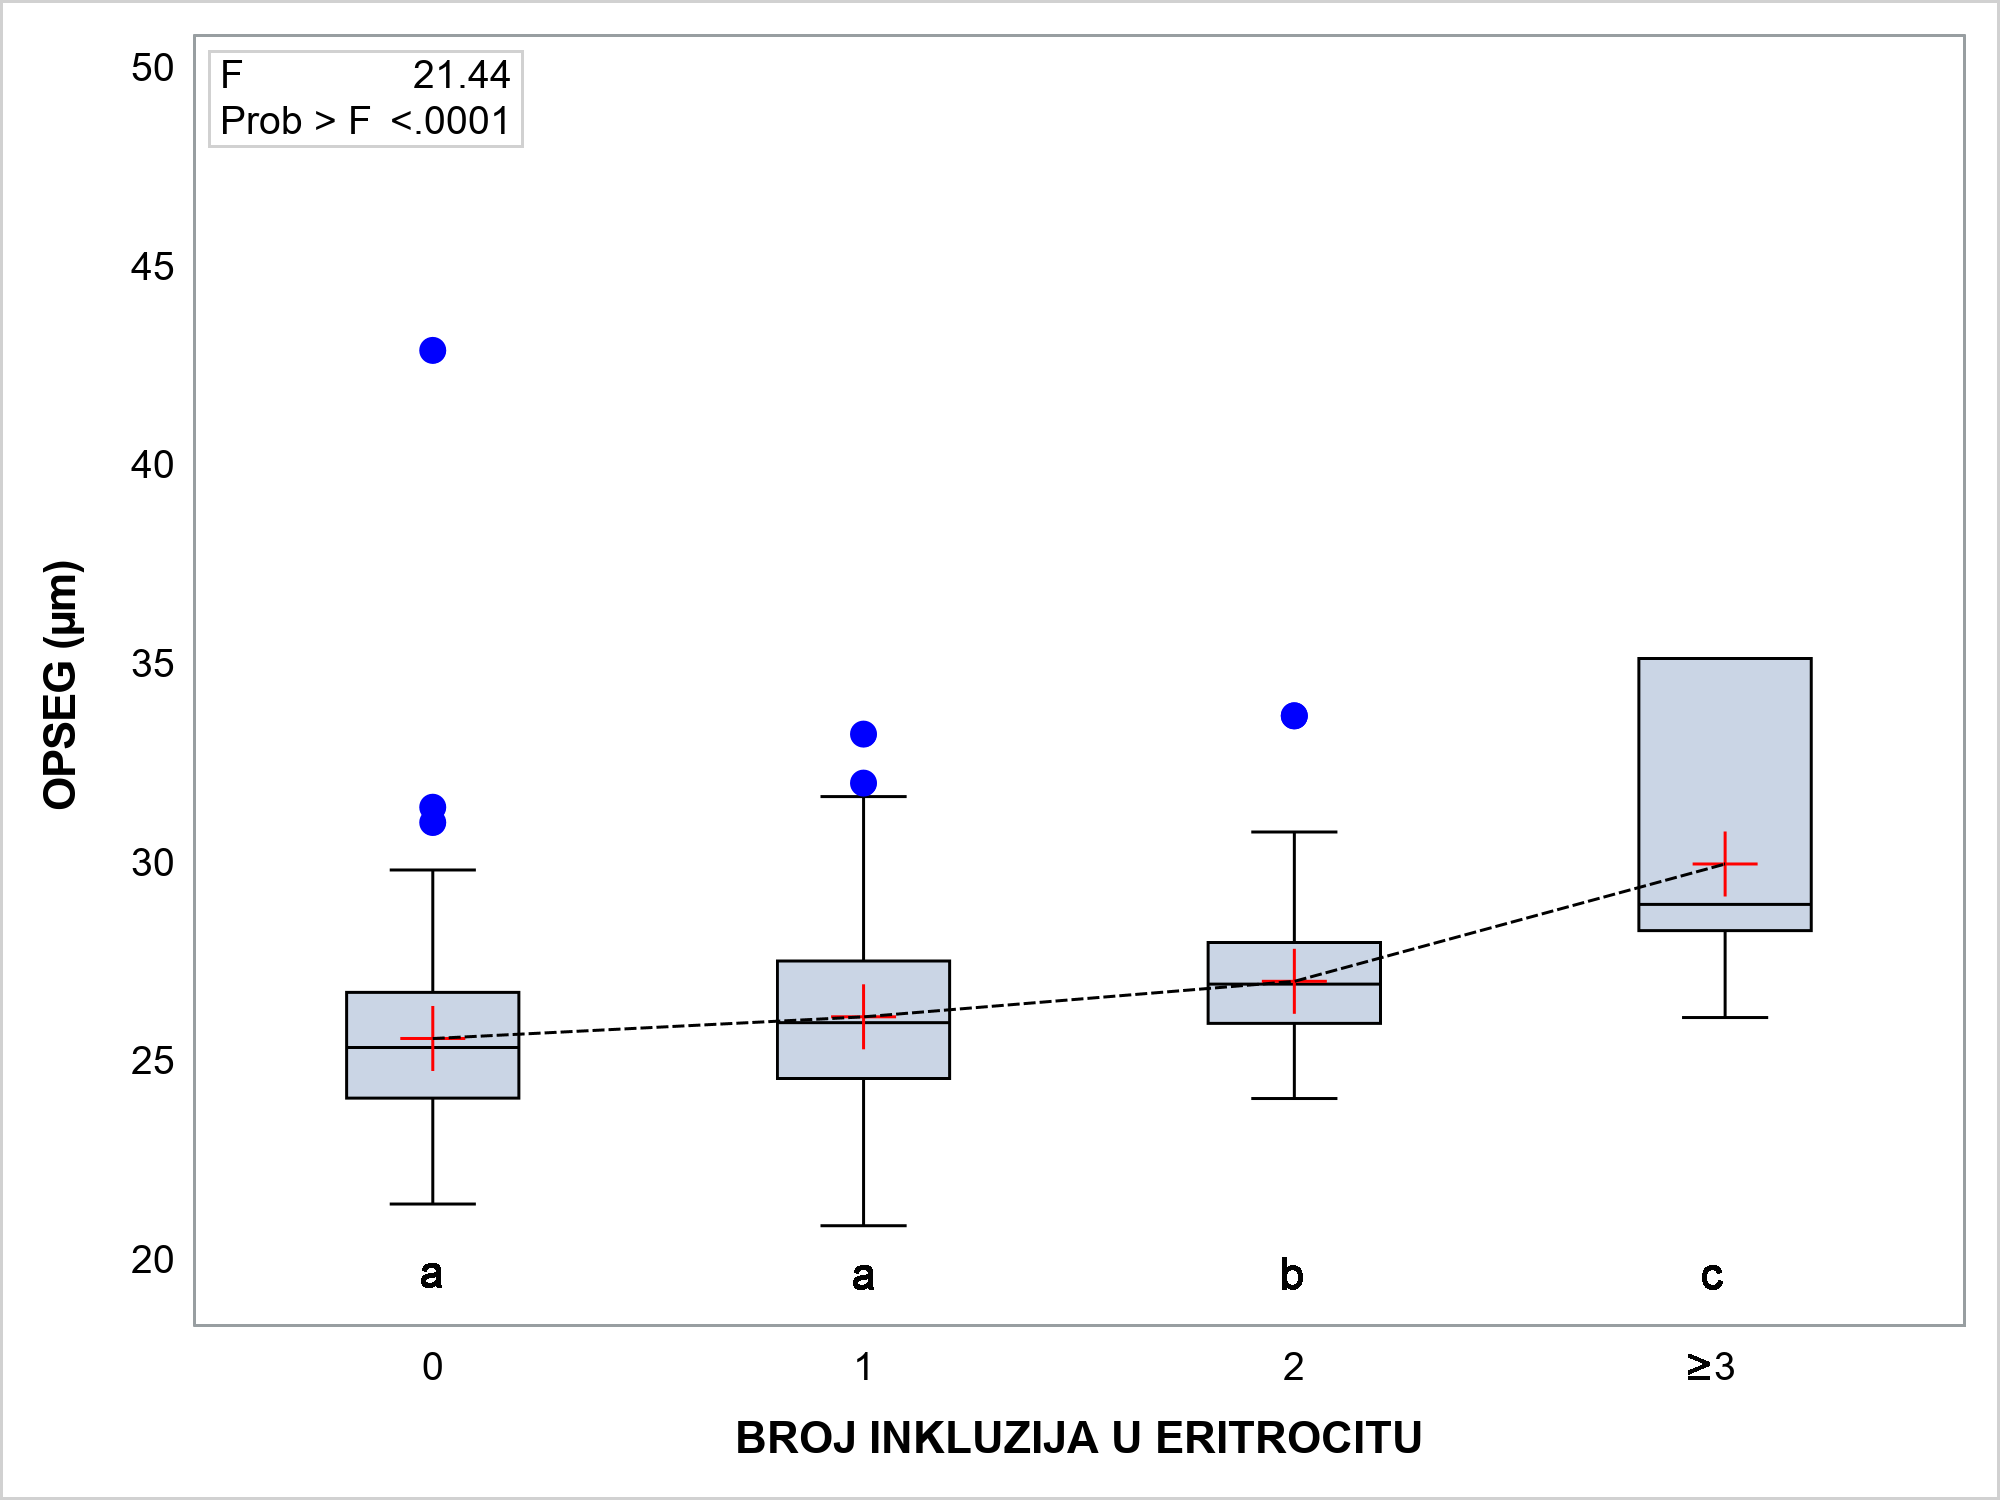 F 21.44
Prob > F <.0001
50
45
40
35
30
25
20
OPSEG (µm)
a a b c
0 1 2 ≥3
BROJ INKLUZIJA U ERITROCITU